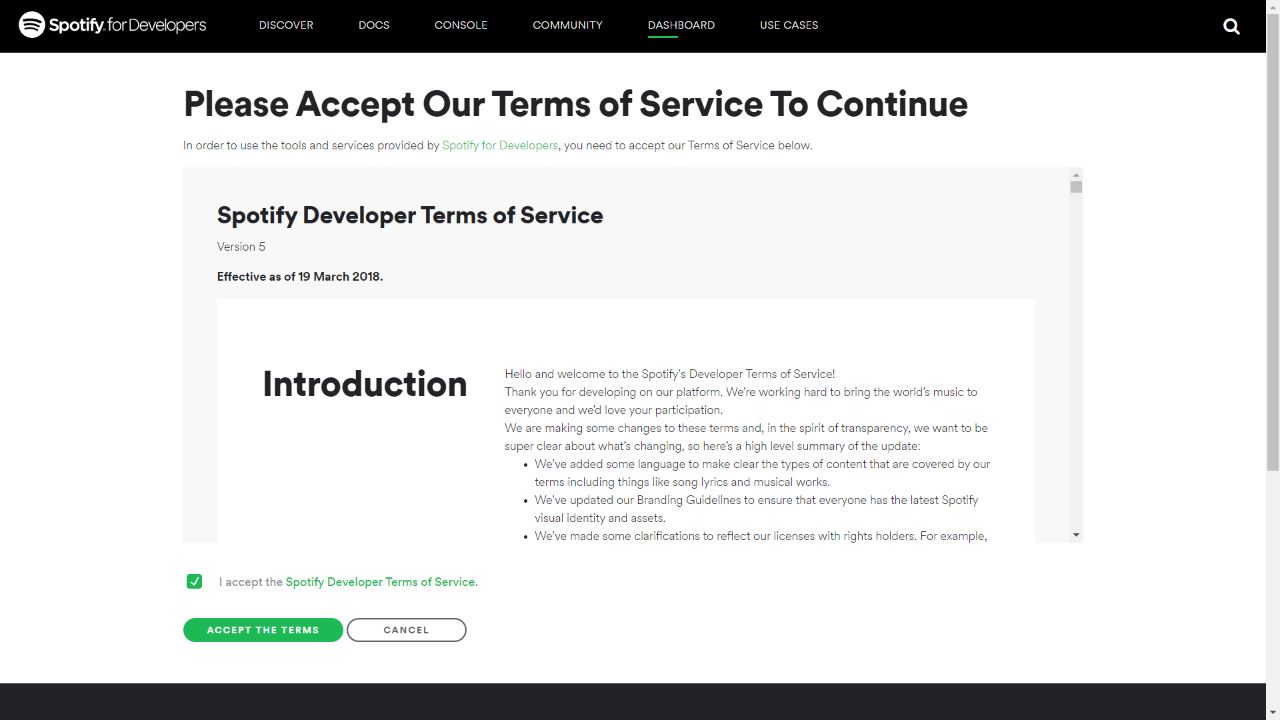 Spotify for Developers DISCOVER DOCS CONSOLE COMMUNITY DASHBOARD USE CASES
Please Accept Our Terms of Service To Continue
In order to use the tools and services provided by Spotify for Developers, you need to accept our Terms of Service below.
Spotify Developer Terms of Service
Version 5
Effective as of 19 March 2018.
Introduction
Hello and welcome to the Spotify's Developer Terms of Service!
Thank you for developing on our platform. We're working hard to bring the world's music to
everyone and we'd love your participation.
We are making some changes to these terms and, in the spirit of transparency, we want to be
super clear about what's changing, so here's a high level summary of the update:
• We've added some language to make clear the types of content that are covered by our
terms including things like song lyrics and musical works.
• We've updated our Branding Guidelines to ensure that everyone has the latest Spotify
visual identity and assets.
• We've made some clarifications to reflect our licenses with rights holders. For example,
I accept the Spotify Developer Terms of Service.
ACCEPT THE TERMS CANCEL